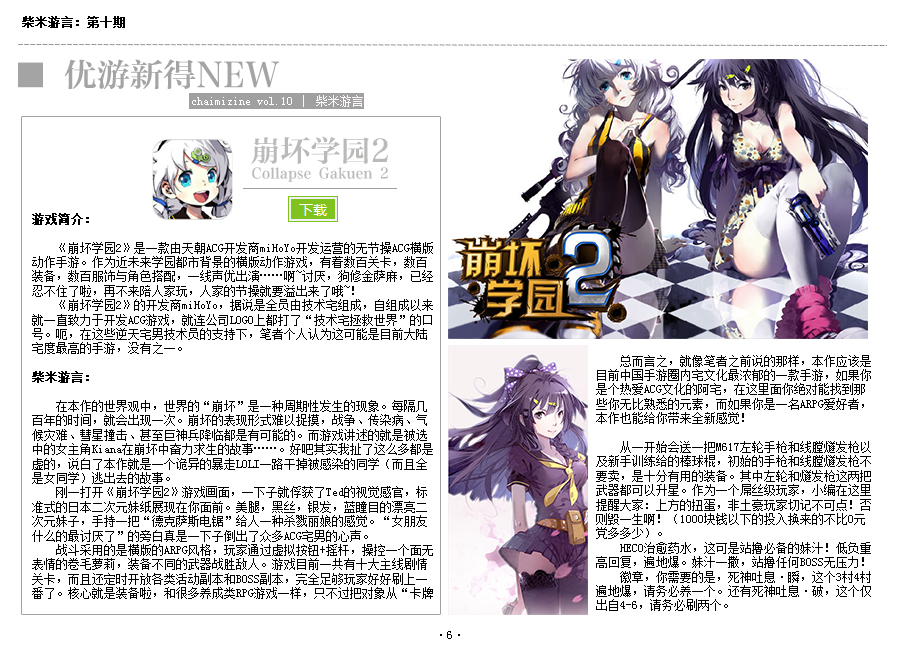 柴米游言：第十期
优游新得NEW
chaimizine vol.10 | 柴米游言
崩坏学园2
Collapse Gakuen 2
下载
游戏简介：
《崩坏学园2》是一款由天朝ACG开发商miHoYo开发运营的无节操ACG横版
动作手游。作为近未来学园都市背景的横版动作游戏，有着数百关卡，数百
装备，数百服饰与角色搭配，一线声优出演……啊~讨厌，狗修金萨麻，已经
忍不住了啦，再不来陪人家玩，人家的节操就要溢出来了哦~！
《崩坏学园2》的开发商miHoYo，据说是全员由技术宅组成，自组成以来
就一直致力于开发ACG游戏，就连公司LOGO上都打了“技术宅拯救世界”的口
号。呃，在这些逆天宅男技术员的支持下，笔者个人认为这可能是目前大陆
宅度最高的手游，没有之一。
柴米游言：
在本作的世界观中，世界的“崩坏”是一种周期性发生的现象。每隔几
百年的时间，就会出现一次。崩坏的表现形式难以捉摸，战争、传染病、气
候灾难、彗星撞击、甚至巨神兵降临都是有可能的。而游戏讲述的就是被选
中的女主角Kiana在崩坏中奋力求生的故事……。好吧其实我扯了这么多都是
虚的，说白了本作就是一个诡异的暴走LOLI一路干掉被感染的同学（而且全
是女同学）逃出去的故事。
刚一打开《崩坏学园2》游戏画面，一下子就俘获了Ted的视觉感官，标
准式的日本二次元妹纸展现在你面前。美腿，黑丝，银发，蓝瞳目的漂亮二
次元妹子，手持一把“德克萨斯电锯”给人一种杀戮丽娘的感觉。“女朋友
什么的最讨厌了”的旁白真是一下子倒出了众多ACG宅男的心声。
战斗采用的是横版的ARPG风格，玩家通过虚拟按钮+摇杆，操控一个面无
表情的卷毛萝莉，装备不同的武器战胜敌人。游戏目前一共有十大主线剧情
关卡，而且还定时开放各类活动副本和BOSS副本，完全足够玩家好好刷上一
番了。核心就是装备啦，和很多养成类RPG游戏一样，只不过把对象从“卡牌
崩坏
学园2
总而言之，就像笔者之前说的那样，本作应该是
目前中国手游圈内宅文化最浓郁的一款手游，如果你
是个热爱ACG文化的阿宅，在这里面你绝对能找到那
些你无比熟悉的元素，而如果你是一名ARPG爱好者，
本作也能给你带来全新感觉！
从一开始会送一把M617左轮手枪和线膛燧发枪以
及新手训练给的棒球棍，初始的手枪和线膛燧发枪不
要卖，是十分有用的装备。其中左轮和燧发枪这两把
武器都可以升星。作为一个屌丝级玩家，小编在这里
提醒大家：上方的扭蛋，非土豪玩家切记不可点！否
则毁一生啊！（1000块钱以下的投入换来的不比0元
党多多少）。
HECO治愈药水，这可是站撸必备的妹汁！低负重
高回复，遍地爆。妹汁一撒，站撸任何BOSS无压力！
徽章，你需要的是，死神吐息·瞬，这个3村4村
遍地爆，请务必养一个。还有死神吐息·破，这个仅
出自4-6，请务必刷两个。
·6·